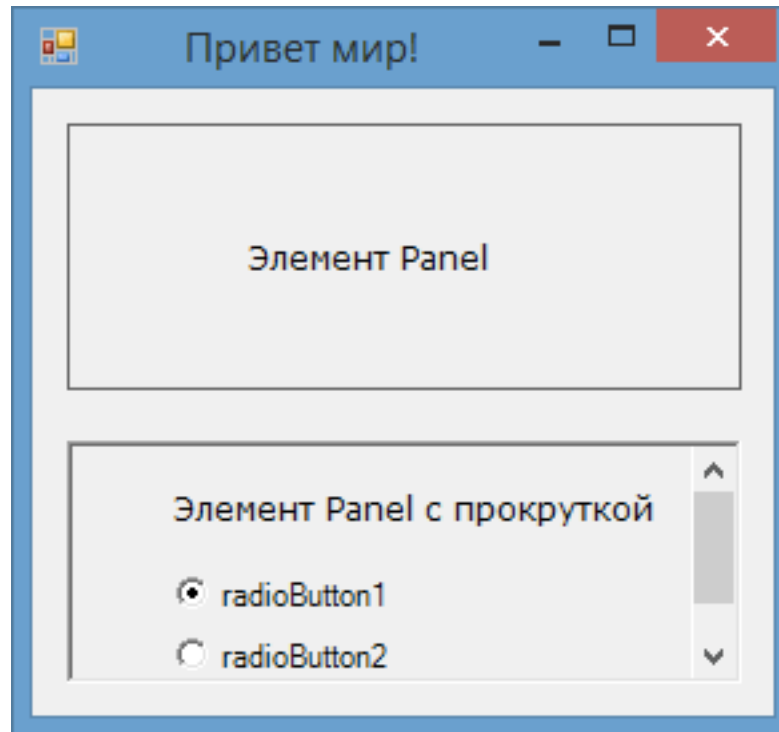 Привет мир!
Элемент Panel
Элемент Panel с прокруткой
radioButton1
radioButton2